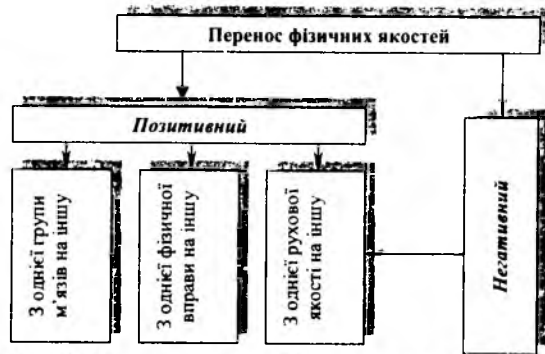 Перенос фізичних якостей
Позитивний
З однієї групи
м'язів на іншу
З однієї фізичної
вправи на іншу
З однієї рухової
якості на іншу
Негативний